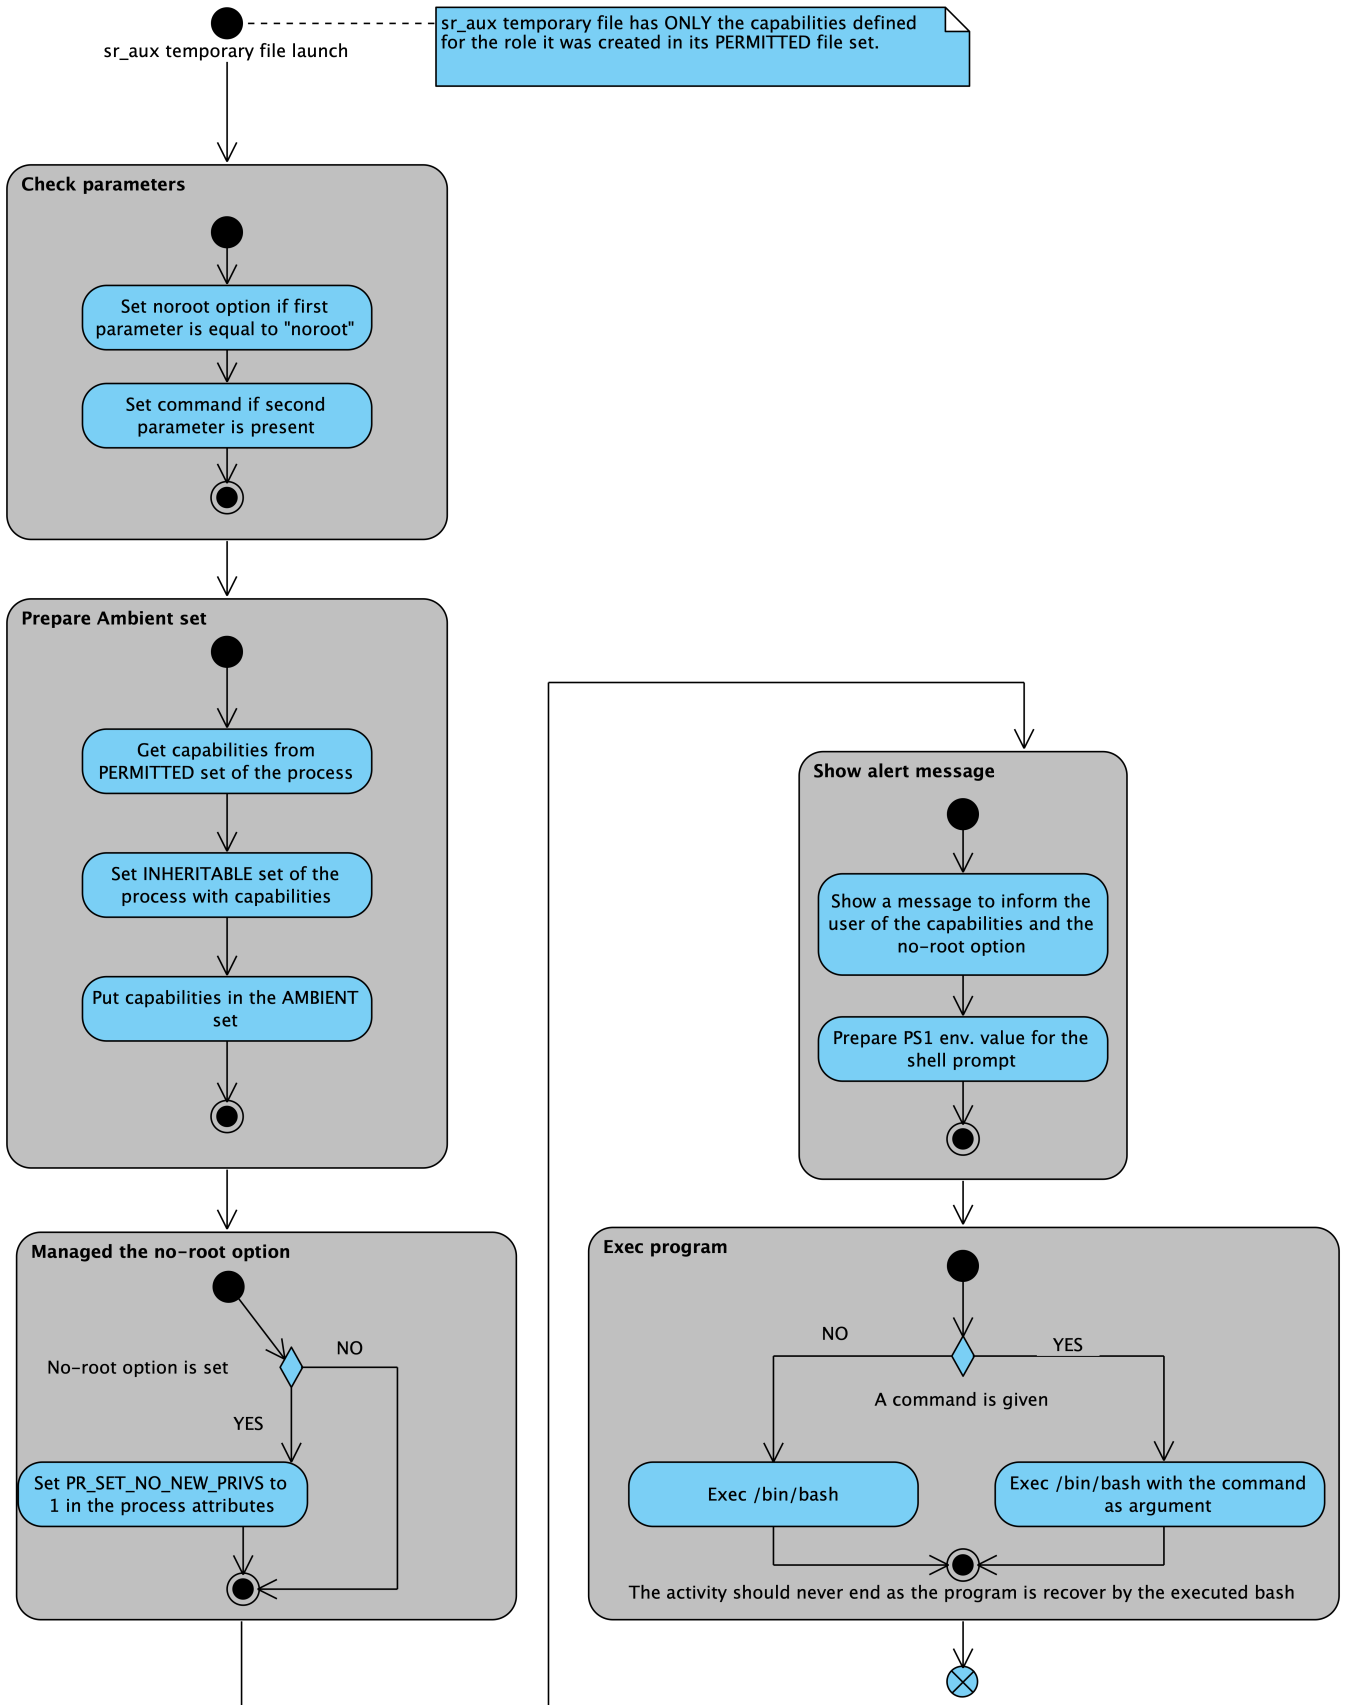 sr_aux temporary file has ONLY the capabilities defined
for the role it was created in its PERMITTED file set.
sr_aux temporary file launch
Check parameters
Set noroot option if first
parameter is equal to "noroot"
Set command if second
parameter is present
Prepare Ambient set
Get capabilities from
PERMITTED set of the process
Set INHERITABLE set of the
process with capabilities
Put capabilities in the AMBIENT
set
Managed the no-root option
No-root option is set
NO
YES
Set PR_SET_NO_NEW_PRIVS to
1 in the process attributes
Show alert message
Show a message to inform the
user of the capabilities and the
no-root option
Prepare PS1 env. value for the
shell prompt
Exec program
NO
YES
A command is given
Exec /bin/bash
Exec /bin/bash with the command
as argument
The activity should never end as the program is recover by the executed bash